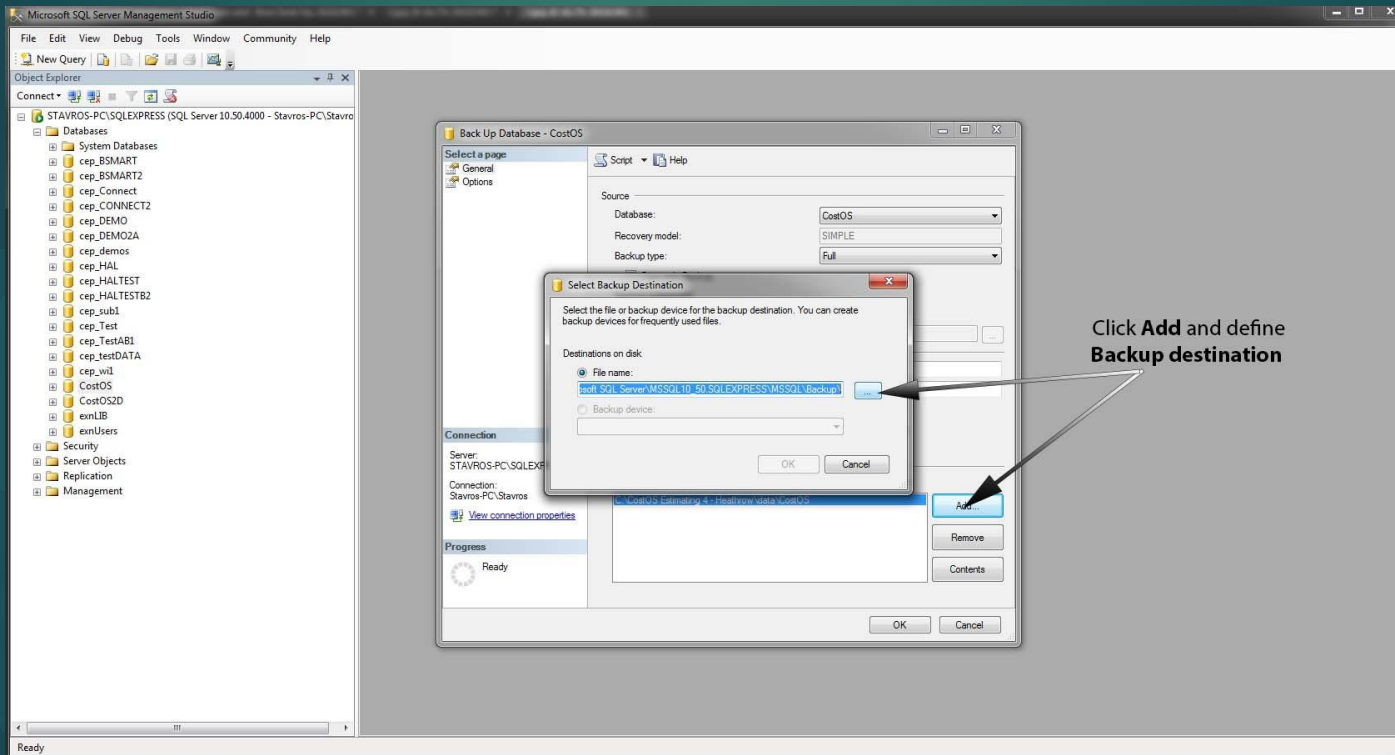 Microsoft SQL Server Management Studio
File Edit View Debug Tools Window Community Help
New Query
Object Explorer
Connect
STAVROS-PC\SQLEXPRESS (SQL Server 10.50.4000 - Stavros-PC\Stavro
Databases
System Databases
cep_BSMART
cep_BSMART2
cep_Connect
cep_CONNECT2
cep_DEMO
cep_DEMO2A
cep_demos
cep_HAL
cep_HALTEST
cep_HALTESTB2
cep_sub1
cep_Test
cep_TestAB1
cep_testDATA
cep_wi1
CostOS
CostOS2D
exnLIB
exnUsers
Security
Server Objects
Replication
Management
Back Up Database - CostOS
Select a page
General
Options
Script Help
Source
Database: CostOS
Recovery model: SIMPLE
Backup type: Full
Select Backup Destination
Select the file or backup device for the backup destination. You can create
backup devices for frequently used files.
Destinations on disk
File name:
osoft SQL Server\MSSQL10_50.SQLEXPRESS\MSSQL\Backup\ ...
Backup device:
OK Cancel
Connection
Server:
STAVROS-PC\SQLEXP
Connection:
Stavros-PC\Stavros
View connection properties
Progress
Ready
C:\CostOS Estimating 4 - Heathrow\data\CostOS
Add...
Remove
Contents
OK Cancel
Click Add and define
Backup destination
Ready